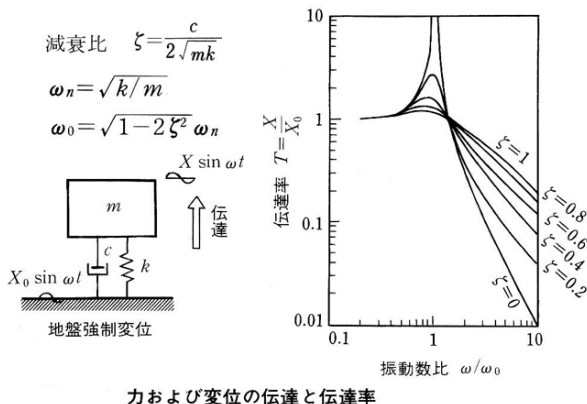 減衰比 ζ=c/2√mk
ωn=√k/m
ω0=√1−2ζ² ωn
X sin ωt
m
伝達
c
k
X0 sin ωt
地盤強制変位
伝達率 T=X/X0
10
1
0.1
0.01
ζ=1
ζ=0.8
ζ=0.6
ζ=0.4
ζ=0.2
ζ=0
0.1
1
10
振動数比 ω/ω0
力および変位の伝達と伝達率